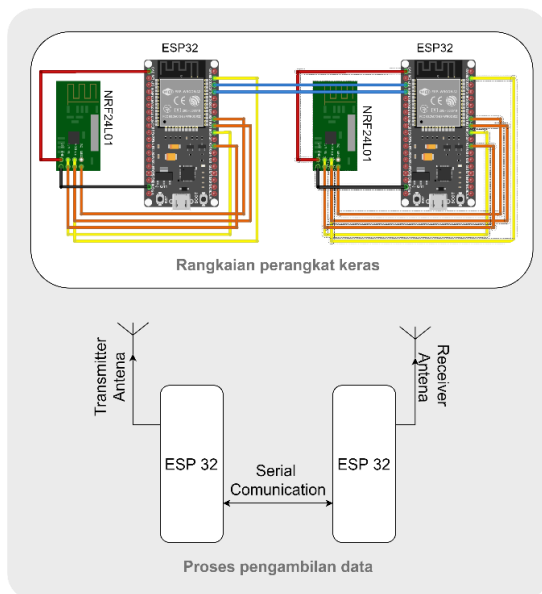 ESP32
ESP32
NRF24L01
NRF24L01
Rangkaian perangkat keras
Transmitter
Antena
Receiver
Antena
ESP 32
ESP 32
Serial
Comunication
Proses pengambilan data